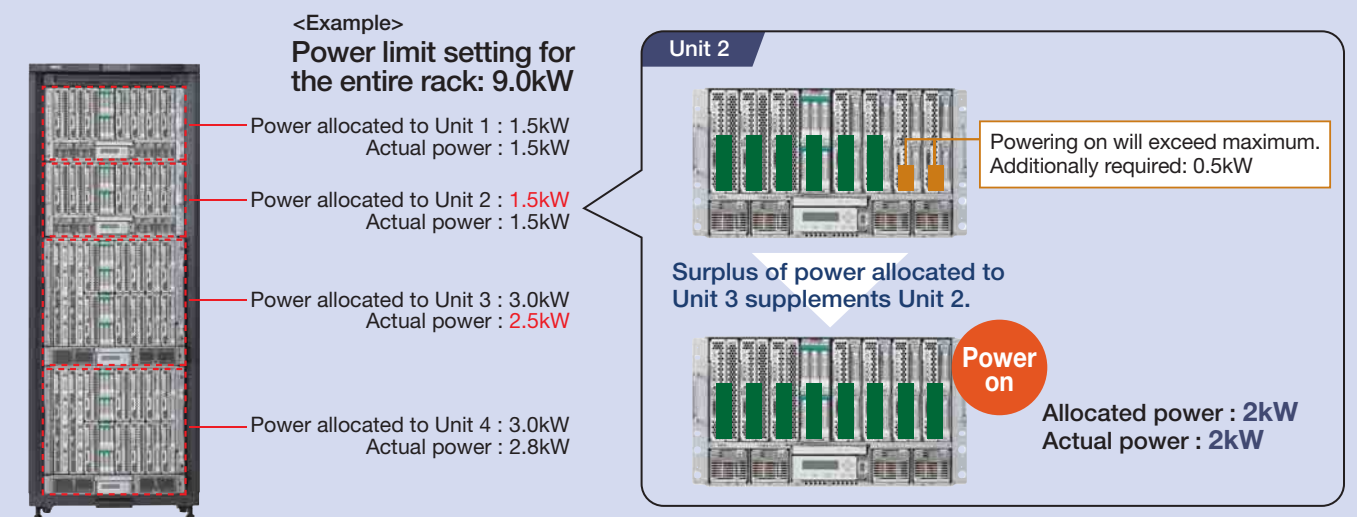 <Example>
Power limit setting for
the entire rack: 9.0kW
Power allocated to Unit 1 : 1.5kW
Actual power : 1.5kW
Power allocated to Unit 2 : 1.5kW
Actual power : 1.5kW
Power allocated to Unit 3 : 3.0kW
Actual power : 2.5kW
Power allocated to Unit 4 : 3.0kW
Actual power : 2.8kW
Unit 2
Powering on will exceed maximum.
Additionally required: 0.5kW
Surplus of power allocated to
Unit 3 supplements Unit 2.
Power
on
Allocated power : 2kW
Actual power : 2kW